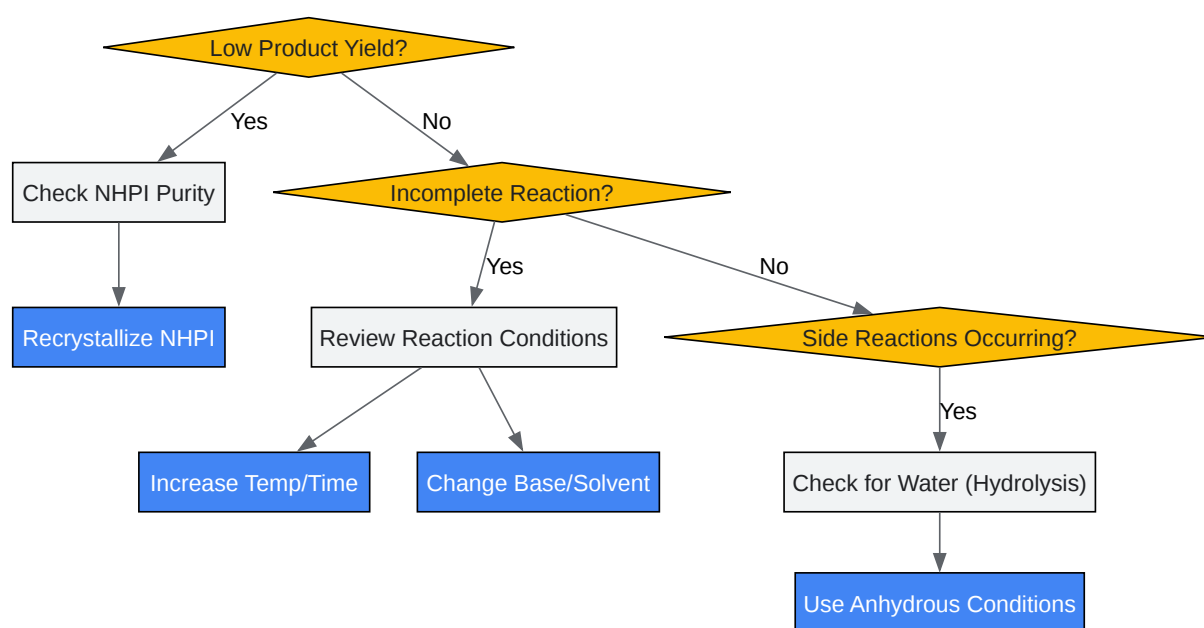 Low Product Yield?
Yes
No
Check NHPI Purity
Incomplete Reaction?
Yes
No
Recrystallize NHPI
Review Reaction Conditions
Side Reactions Occurring?
Yes
Increase Temp/Time
Change Base/Solvent
Check for Water (Hydrolysis)
Use Anhydrous Conditions